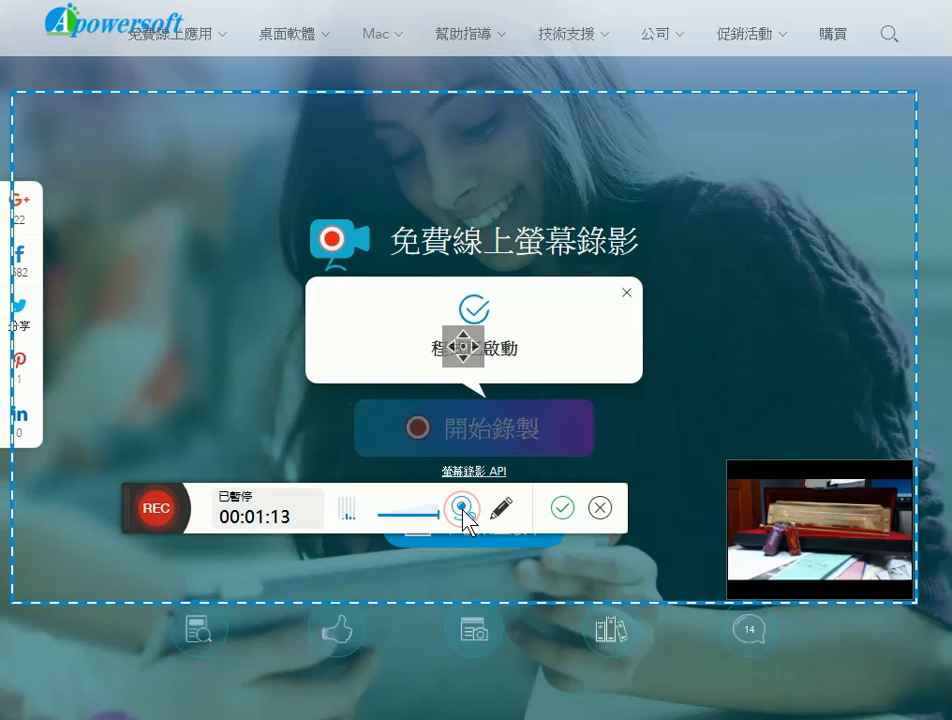 Apowersoft
免費線上應用
桌面軟體
Mac
幫助指導
技術支援
公司
促銷活動
購買
G+
22
f
582
分享
1
in
0
免費線上螢幕錄影
啟動
開始錄製
螢幕錄影 API
REC
已暫停
00:01:13
14